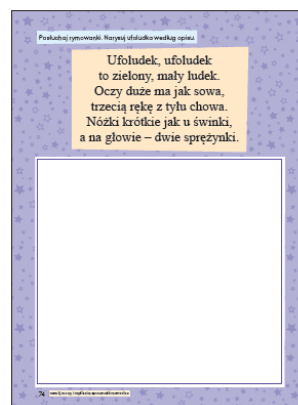 Posłuchaj rymowanki. Narysuj ufoludka według opisu.
Ufoludek, ufoludek
to zielony, mały ludek.
Oczy duże ma jak sowa,
trzecią rękę z tyłu chowa.
Nóżki krótkie jak u świnki,
a na głowie – dwie sprężynki.
74